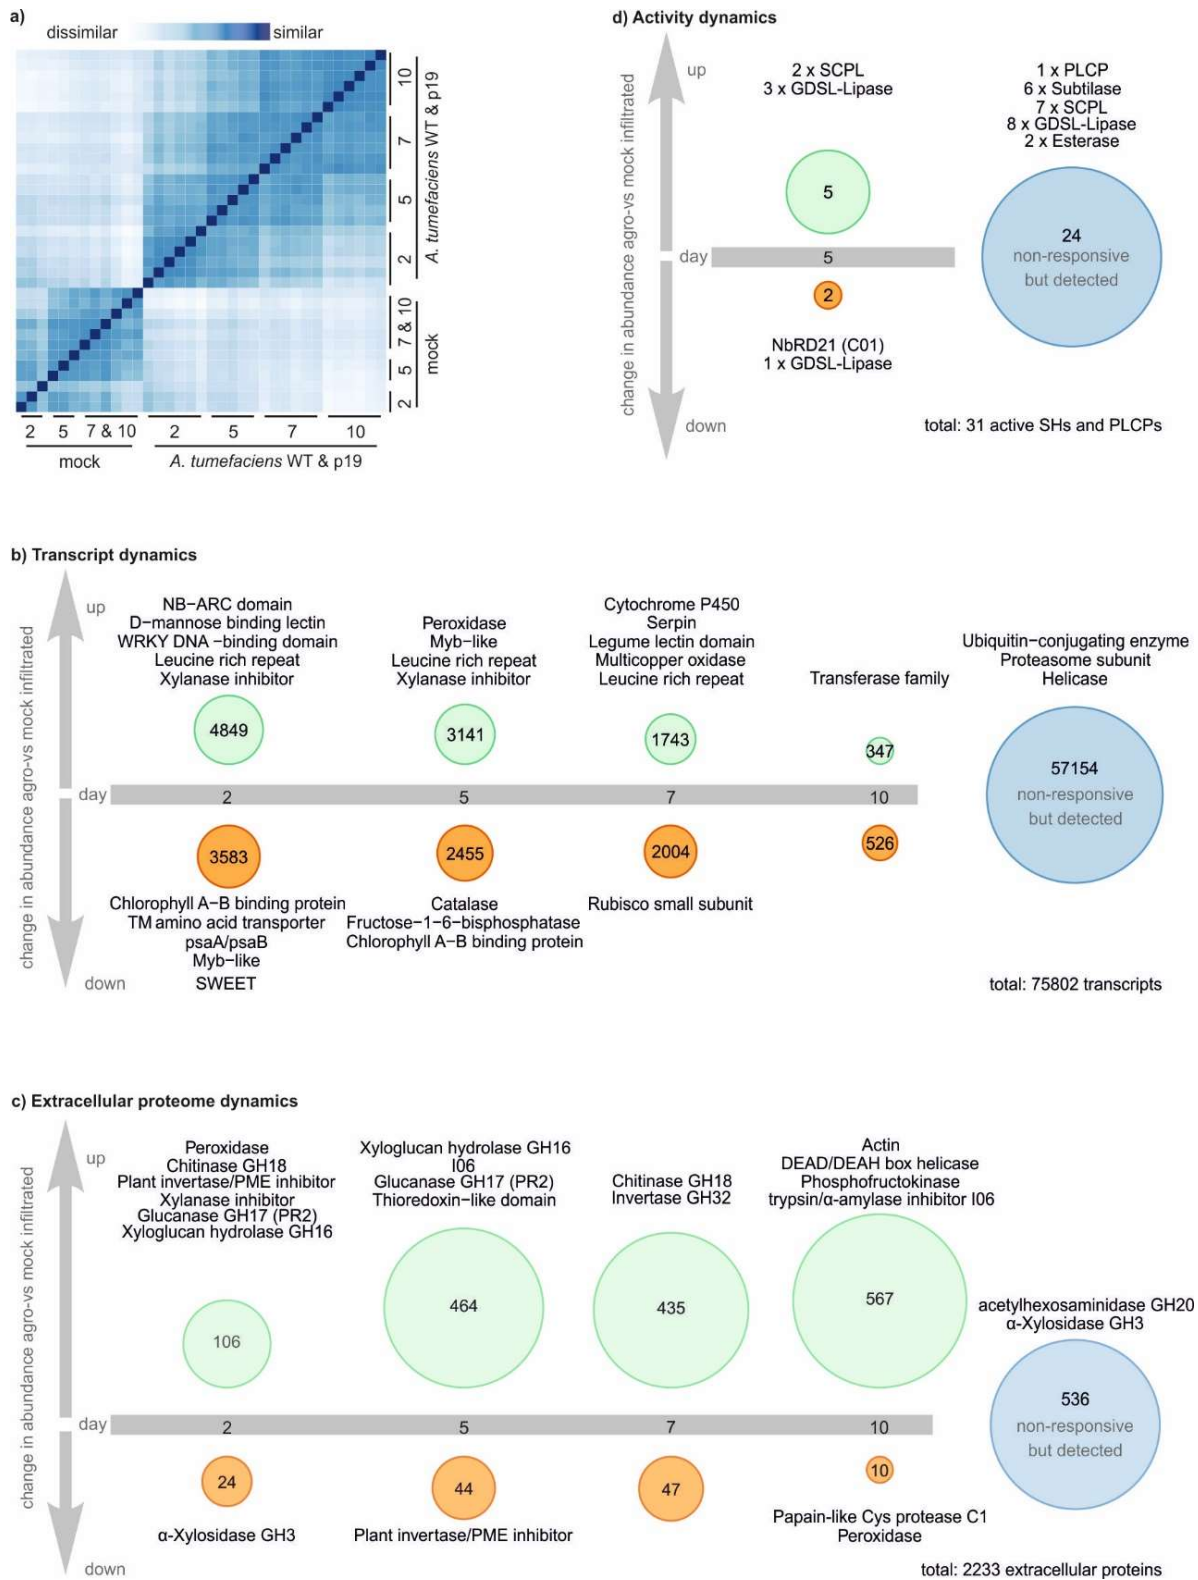 a)
dissimilar
similar
10
7
5
2
A. tumefaciens WT & p19
7 & 10
5
2
mock
2 5 7 & 10 2 5 7 10
mock
A. tumefaciens WT & p19
d) Activity dynamics
change in abundance agro-vs mock infiltrated
up
2 x SCPL
3 x GDSL-Lipase
5
day
5
2
NbRD21 (C01)
1 x GDSL-Lipase
down
1 x PLCP
6 x Subtilase
7 x SCPL
8 x GDSL-Lipase
2 x Esterase
24
non-responsive
but detected
total: 31 active SHs and PLCPs
b) Transcript dynamics
change in abundance agro-vs mock infiltrated
up
NB-ARC domain
D-mannose binding lectin
WRKY DNA -binding domain
Leucine rich repeat
Xylanase inhibitor
4849
Peroxidase
Myb-like
Leucine rich repeat
Xylanase inhibitor
3141
Cytochrome P450
Serpin
Legume lectin domain
Multicopper oxidase
Leucine rich repeat
1743
Transferase family
347
day
2 5 7 10
3583
Chlorophyll A-B binding protein
TM amino acid transporter
psaA/psaB
Myb-like
SWEET
2455
Catalase
Fructose-1-6-bisphosphatase
Chlorophyll A-B binding protein
2004
Rubisco small subunit
526
down
Ubiquitin-conjugating enzyme
Proteasome subunit
Helicase
57154
non-responsive
but detected
total: 75802 transcripts
c) Extracellular proteome dynamics
change in abundance agro-vs mock infiltrated
up
Peroxidase
Chitinase GH18
Plant invertase/PME inhibitor
Xylanase inhibitor
Glucanase GH17 (PR2)
Xyloglucan hydrolase GH16
106
Xyloglucan hydrolase GH16
I06
Glucanase GH17 (PR2)
Thioredoxin-like domain
464
Chitinase GH18
Invertase GH32
435
Actin
DEAD/DEAH box helicase
Phosphofructokinase
trypsin/α-amylase inhibitor I06
567
day
2 5 7 10
24
α-Xylosidase GH3
44
Plant invertase/PME inhibitor
47
10
Papain-like Cys protease C1
Peroxidase
down
acetylhexosaminidase GH20
α-Xylosidase GH3
536
non-responsive
but detected
total: 2233 extracellular proteins